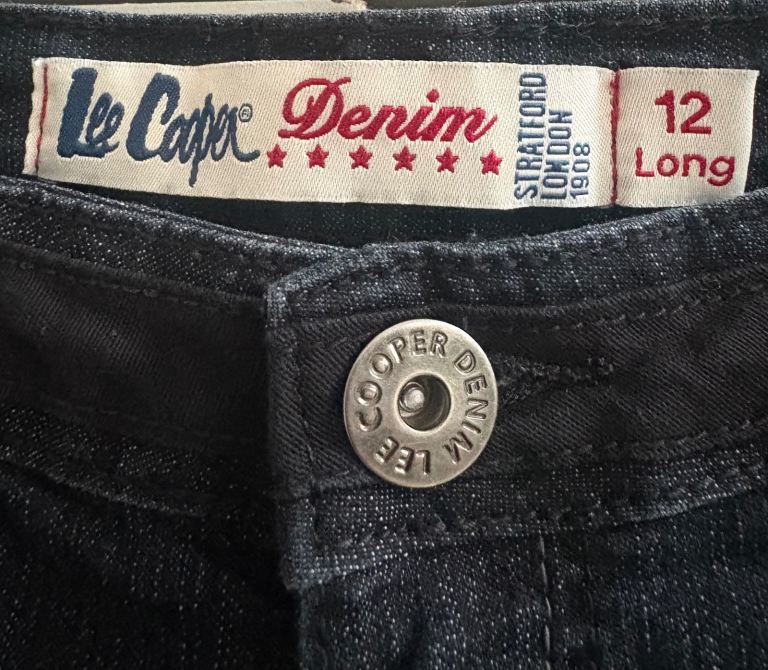 Lee Cooper®
Denim
STRATFORD
LONDON
1908
12
Long
LEE COOPER DENIM